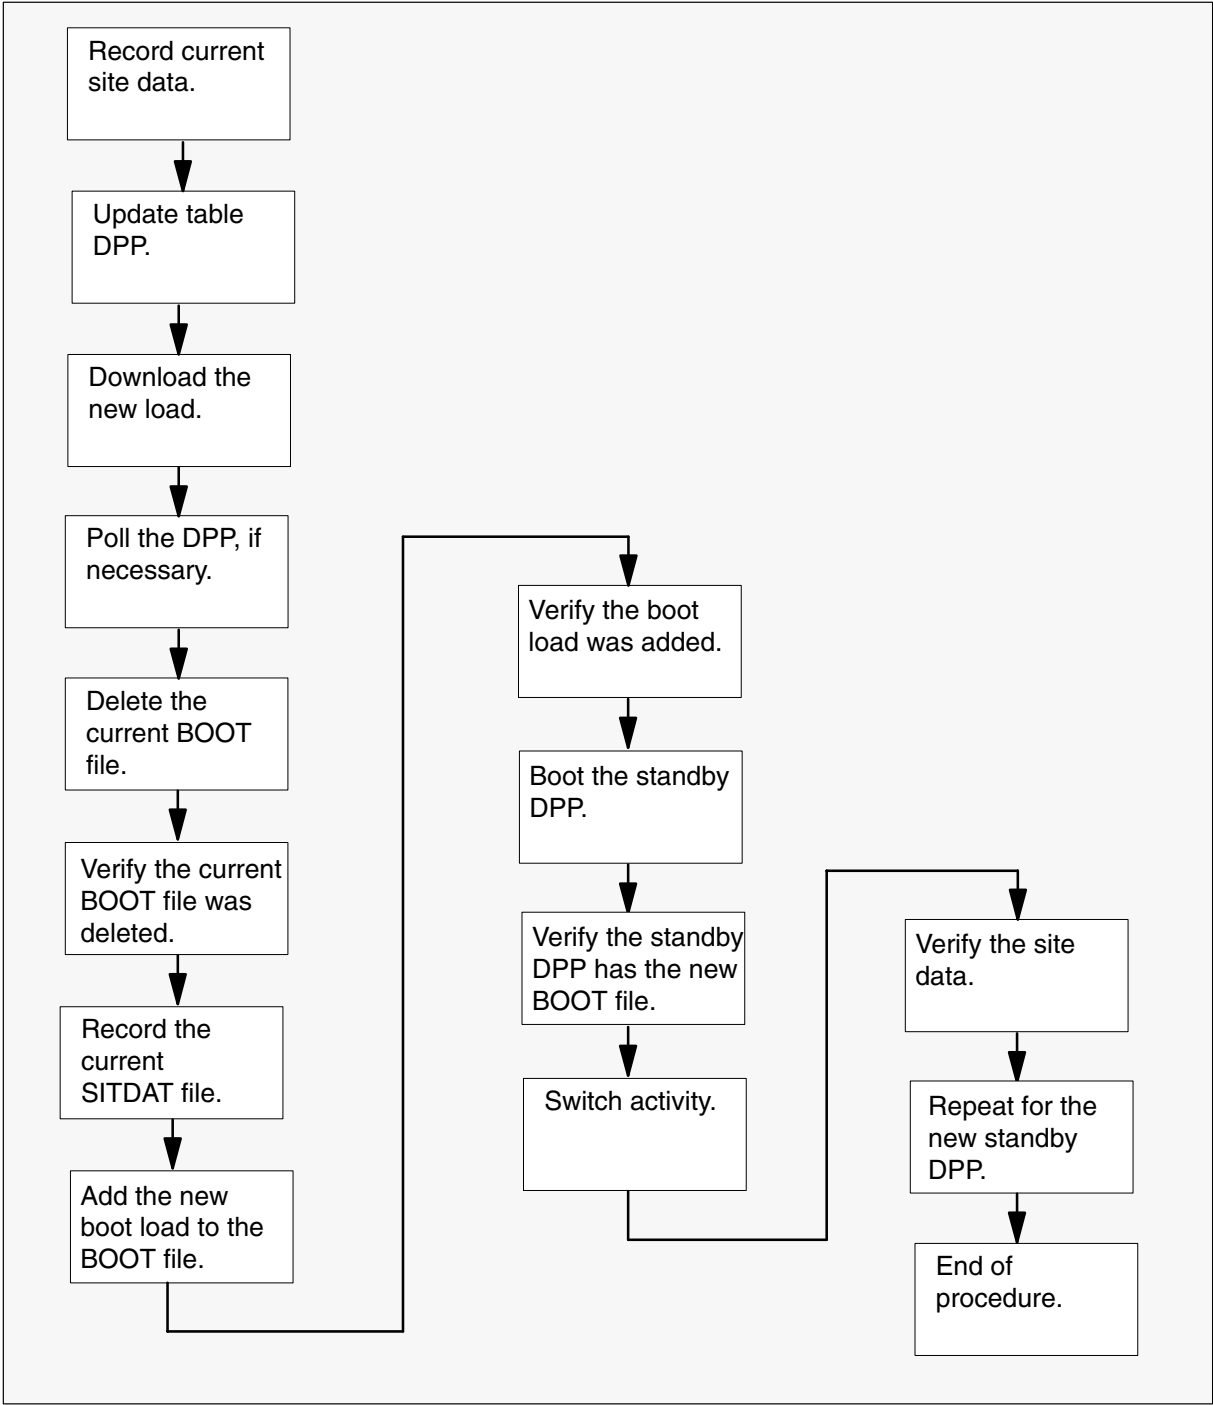 Record current
site data.
Update table
DPP.
Download the
new load.
Poll the DPP, if
necessary.
Delete the
current BOOT
file.
Verify the current
BOOT file was
deleted.
Record the
current
SITDAT file.
Add the new
boot load to the
BOOT file.
Verify the boot
load was added.
Boot the standby
DPP.
Verify the standby
DPP has the new
BOOT file.
Switch activity.
Verify the site
data.
Repeat for the
new standby
DPP.
End of
procedure.